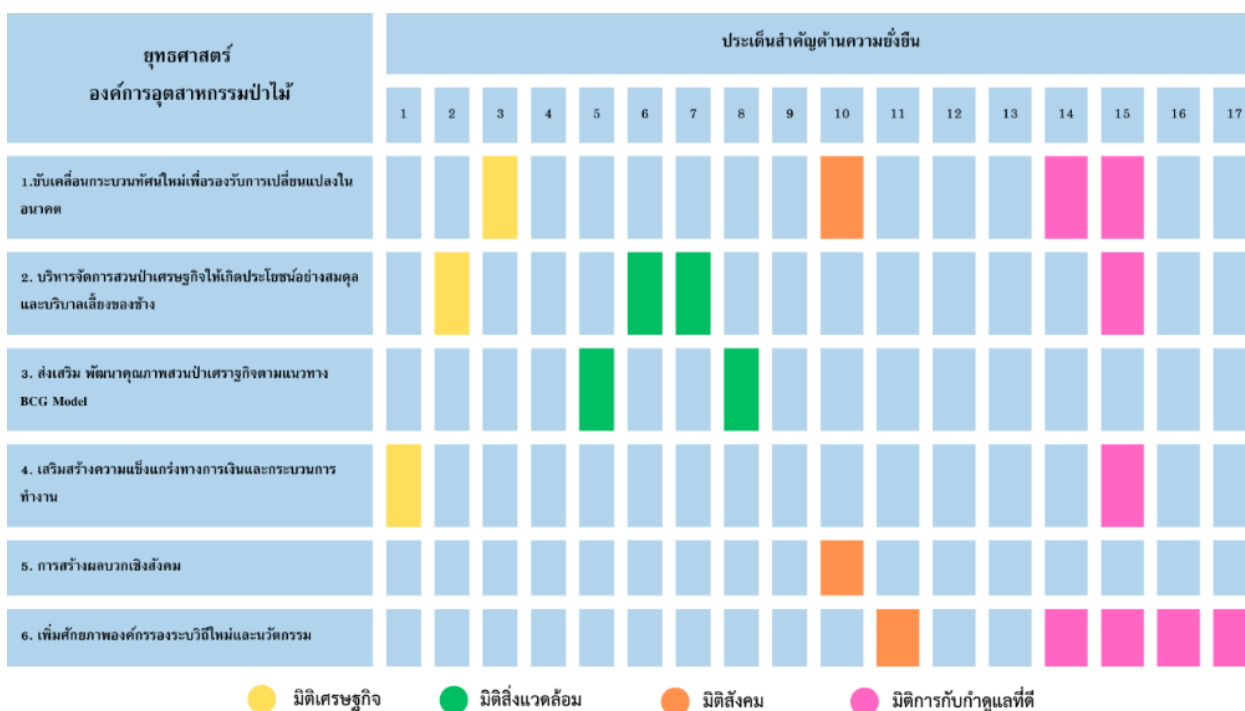 ยุทธศาสตร์
องค์การอุตสาหกรรมป่าไม้
ประเด็นสำคัญด้านความยั่งยืน
1 2 3 4 5 6 7 8 9 10 11 12 13 14 15 16 17
1.ขับเคลื่อนกระบวนทัศน์ใหม่เพื่อรองรับการเปลี่ยนแปลงใน
อนาคต
2. บริหารจัดการสวนป่าเศรษฐกิจให้เกิดประโยชน์อย่างสมดุล
และบริบาลเลี้ยงของช้าง
3. ส่งเสริม พัฒนาคุณภาพสวนป่าเศราฐกิจตามแนวทาง
BCG Model
4. เสริมสร้างความแข็งแกร่งทางการเงินและกระบวนการ
ทำงาน
5. การสร้างผลบวกเชิงสังคม
6. เพิ่มศักยภาพองค์กรรองระบวิถีใหม่และนวัตกรรม
มิติเศรษฐกิจ
มิติสิ่งแวดล้อม
มิติสังคม
มิติการกับกำดูแลที่ดี